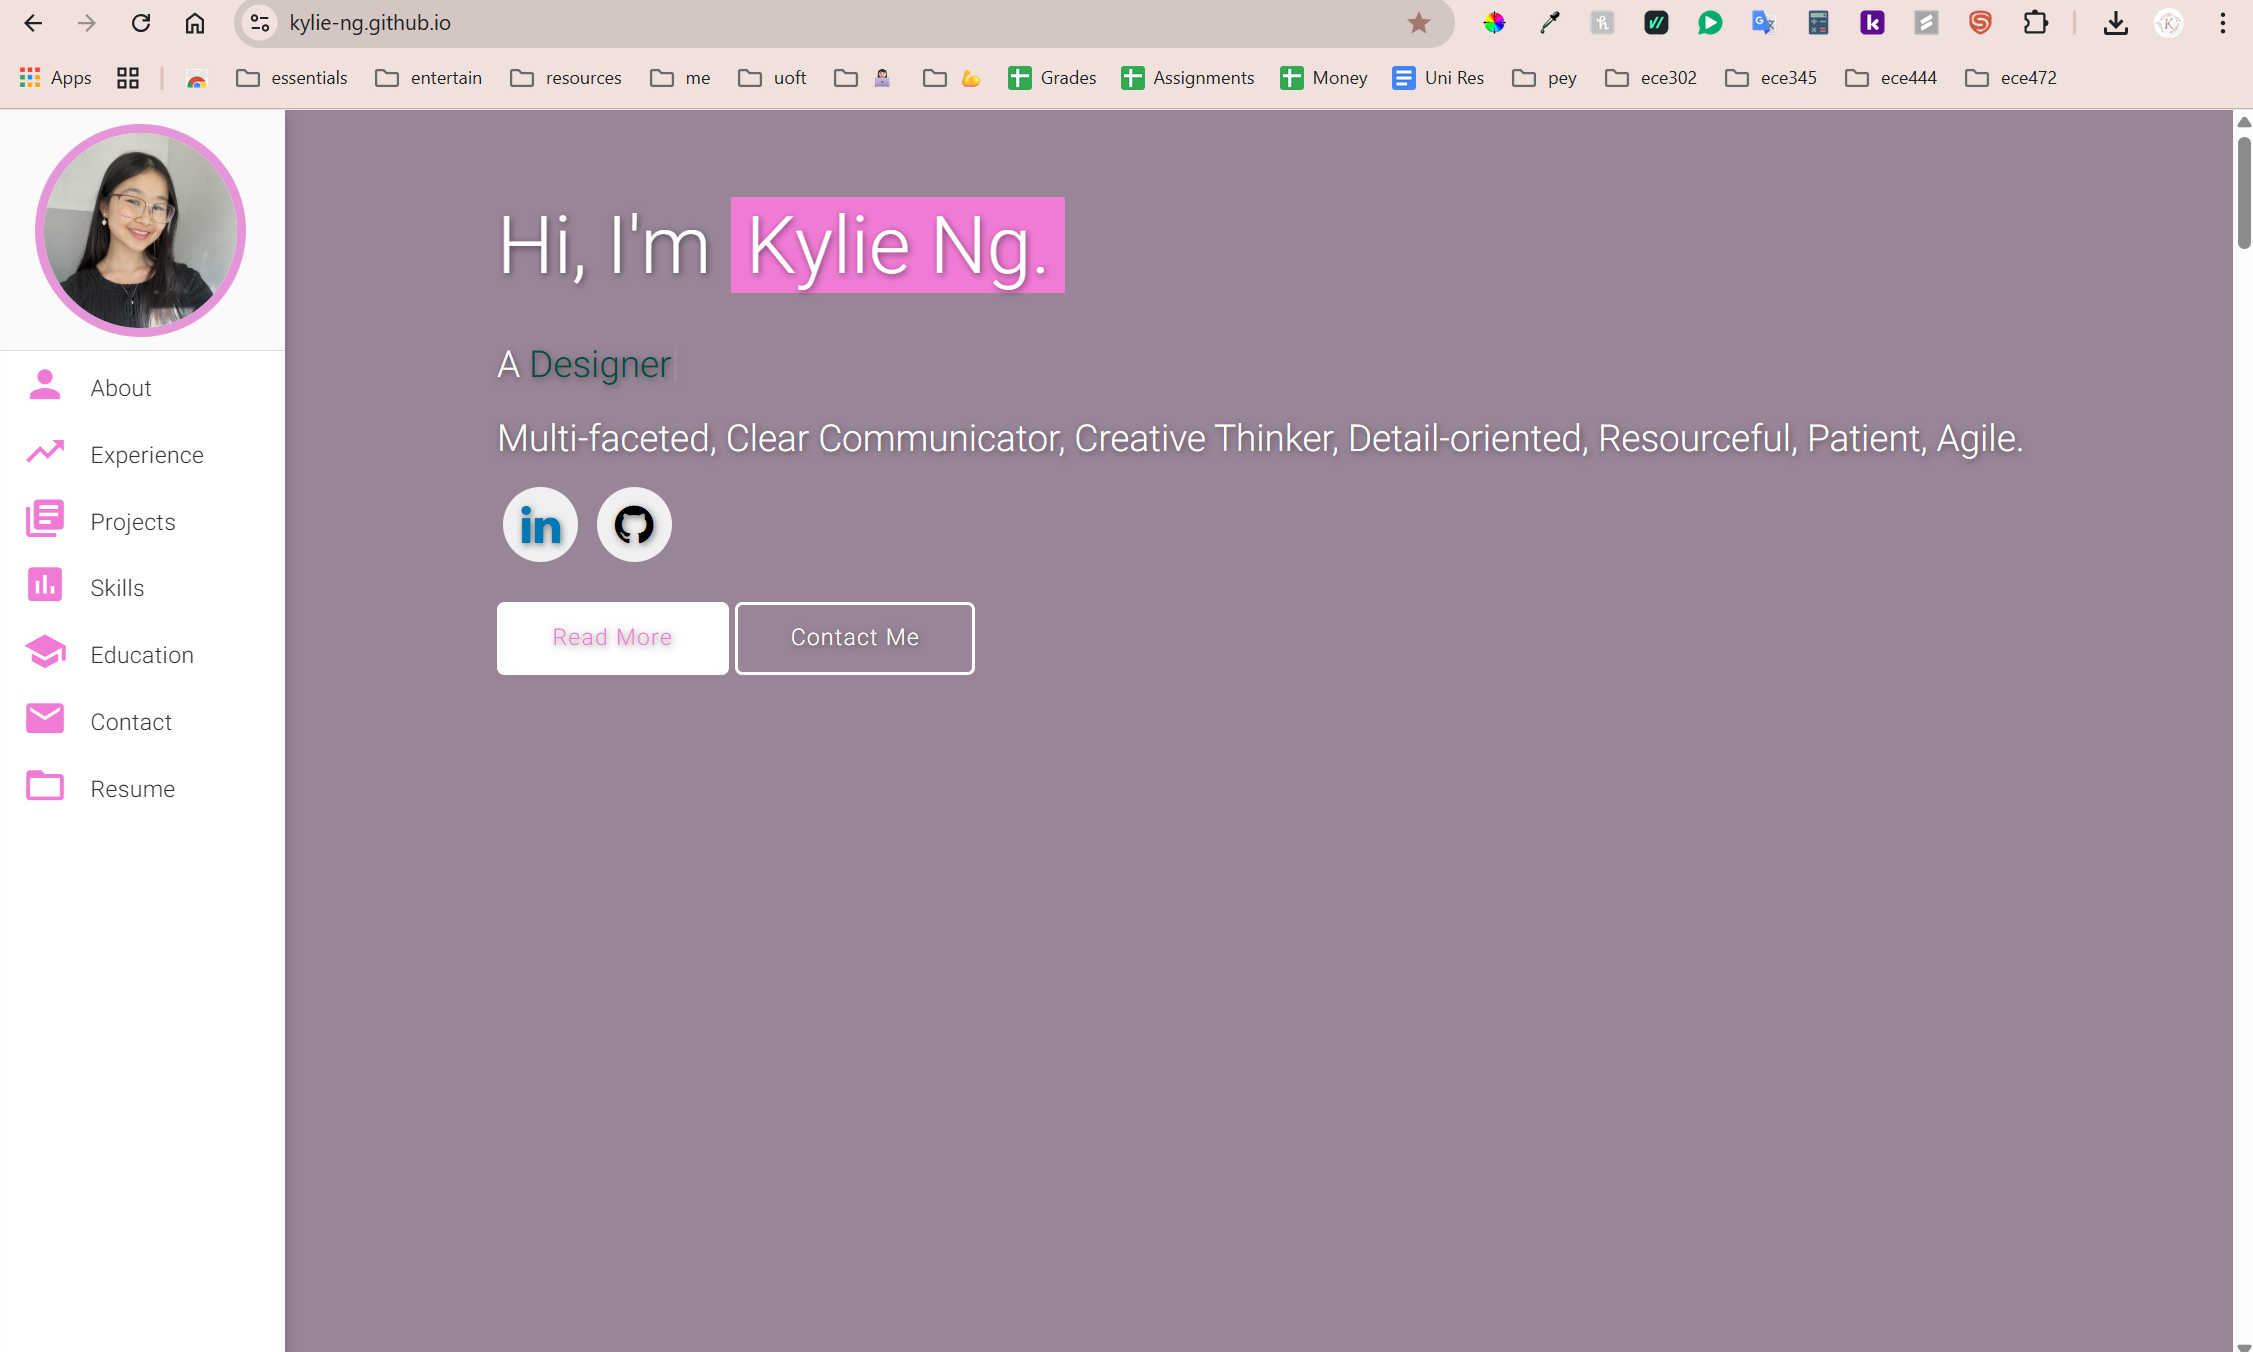 kylie-ng.github.io
Apps essentials entertain resources me uoft Grades Assignments Money Uni Res pey ece302 ece345 ece444 ece472
About
Experience
Projects
Skills
Education
Contact
Resume
Hi, I'm Kylie Ng.
A Designer
Multi-faceted, Clear Communicator, Creative Thinker, Detail-oriented, Resourceful, Patient, Agile.
in
Read More Contact Me